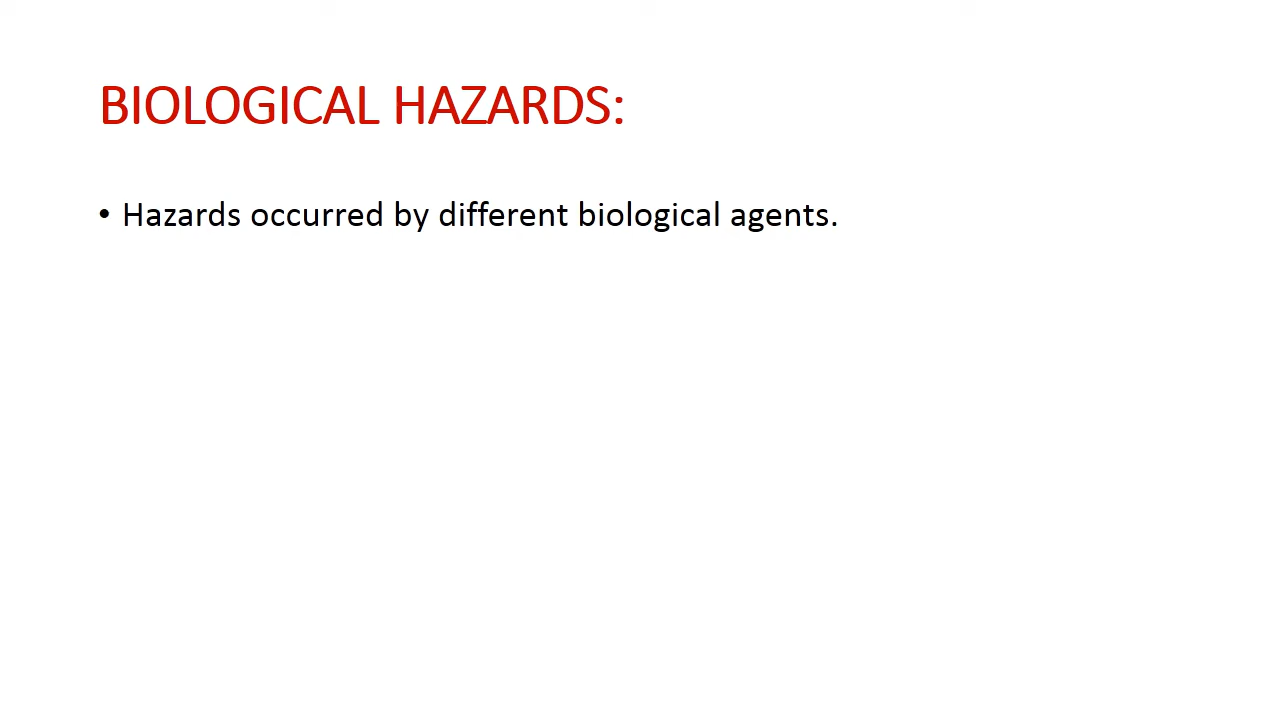 BIOLOGICAL HAZARDS:
• Hazards occurred by different biological agents.